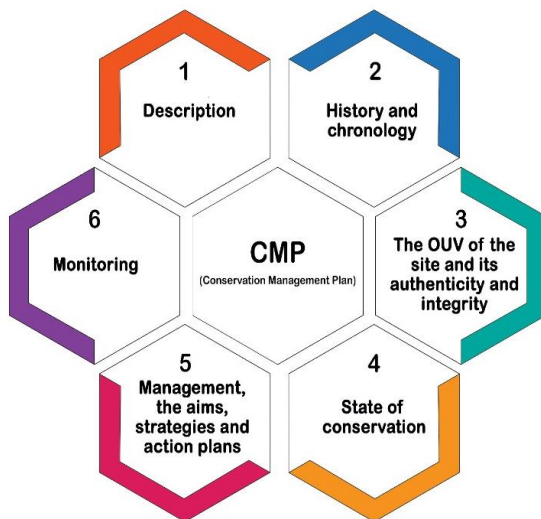 1
Description
2
History and
chronology
3
The OUV of the
site and its
authenticity and
integrity
4
State of
conservation
5
Management,
the aims,
strategies and
action plans
6
Monitoring
CMP
(Conservation Management Plan)